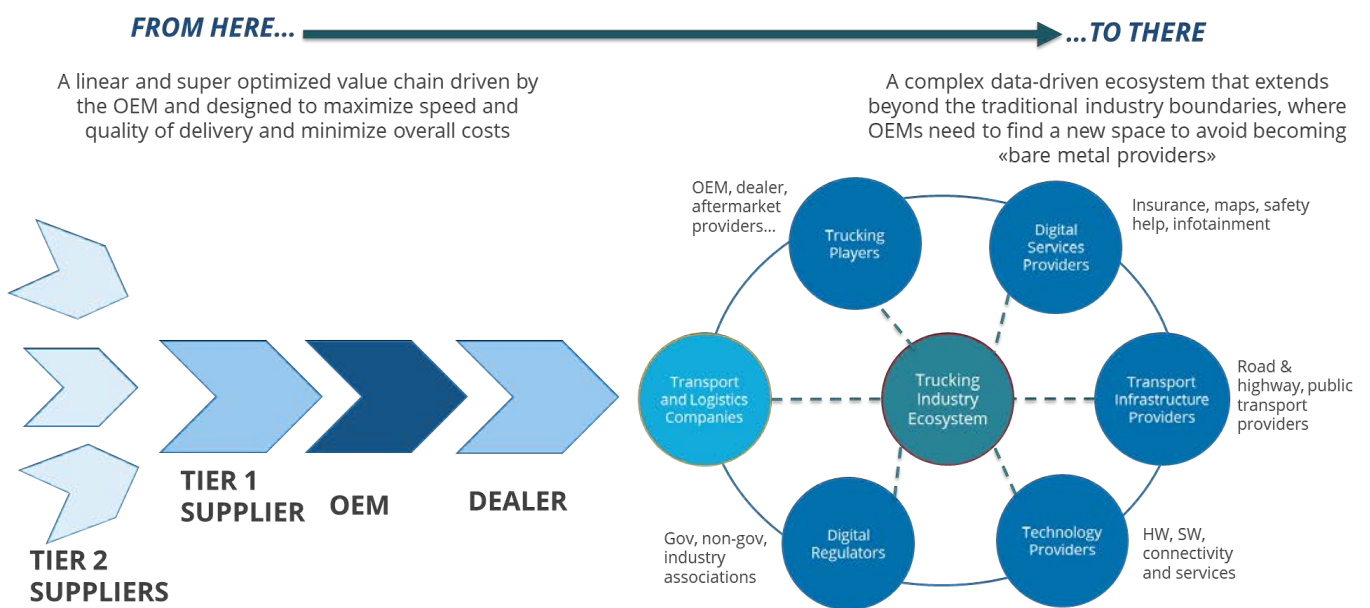 FROM HERE...
...TO THERE
A linear and super optimized value chain driven by
the OEM and designed to maximize speed and
quality of delivery and minimize overall costs
A complex data-driven ecosystem that extends
beyond the traditional industry boundaries, where
OEMs need to find a new space to avoid becoming
«bare metal providers»
TIER 2
SUPPLIERS
TIER 1
SUPPLIER
OEM
DEALER
OEM, dealer,
aftermarket
providers...
Trucking
Players
Digital
Services
Providers
Insurance, maps, safety
help, infotainment
Transport
and Logistics
Companies
Trucking
Industry
Ecosystem
Transport
Infrastructure
Providers
Road &
highway, public
transport
providers
Gov, non-gov,
industry
associations
Digital
Regulators
Technology
Providers
HW, SW,
connectivity
and services